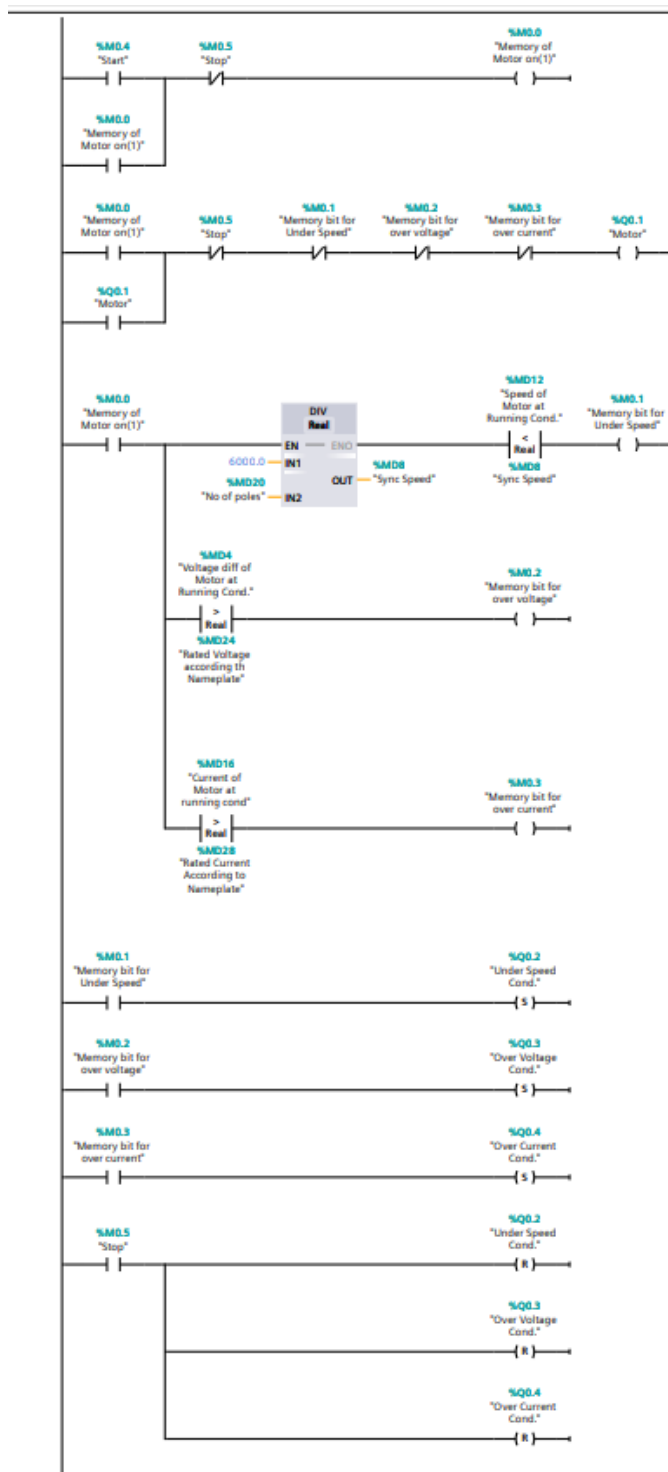 %M0.4
"Start"
%M0.5
"Stop"
%M0.0
"Memory of
Motor on(1)"
%M0.0
"Memory of
Motor on(1)"
%M0.0
"Memory of
Motor on(1)"
%M0.5
"Stop"
%M0.1
"Memory bit for
Under Speed"
%M0.2
"Memory bit for
over voltage"
%M0.3
"Memory bit for
over current"
%Q0.1
"Motor"
%Q0.1
"Motor"
%M0.0
"Memory of
Motor on(1)"
DIV
Real
EN
ENO
6000.0
IN1
%MD20
"No of poles"
IN2
OUT
%MD8
"Sync Speed"
%MD12
"Speed of
Motor at
Running Cond."
<
Real
%MD8
"Sync Speed"
%M0.1
"Memory bit for
Under Speed"
%MD4
"Voltage diff of
Motor at
Running Cond."
>
Real
%MD24
"Rated Voltage
according th
Nameplate"
%M0.2
"Memory bit for
over voltage"
%MD16
"Current of
Motor at
running cond"
>
Real
%MD28
"Rated Current
According to
Nameplate"
%M0.3
"Memory bit for
over current"
%M0.1
"Memory bit for
Under Speed"
%Q0.2
"Under Speed
Cond."
S
%M0.2
"Memory bit for
over voltage"
%Q0.3
"Over Voltage
Cond."
S
%M0.3
"Memory bit for
over current"
%Q0.4
"Over Current
Cond."
S
%M0.5
"Stop"
%Q0.2
"Under Speed
Cond."
R
%Q0.3
"Over Voltage
Cond."
R
%Q0.4
"Over Current
Cond."
R